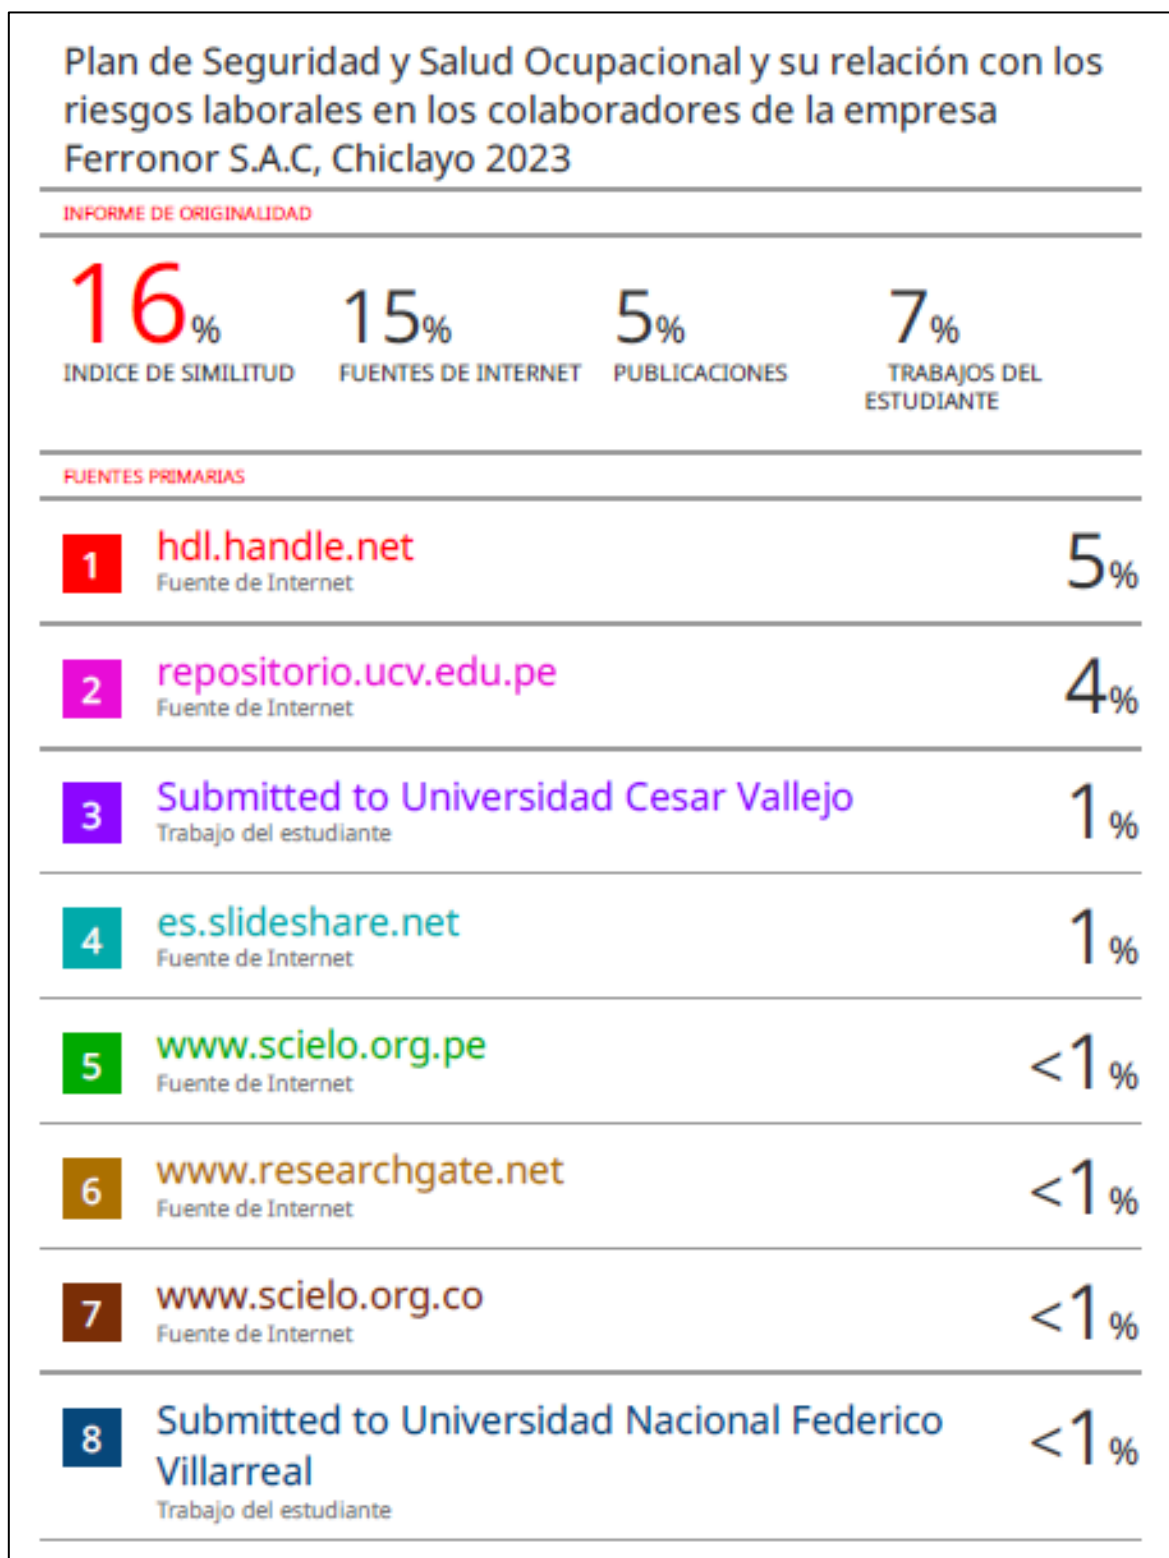 Plan de Seguridad y Salud Ocupacional y su relación con los
riesgos laborales en los colaboradores de la empresa
Ferronor S.A.C, Chiclayo 2023
INFORME DE ORIGINALIDAD
16%
INDICE DE SIMILITUD
15%
FUENTES DE INTERNET
5%
PUBLICACIONES
7%
TRABAJOS DEL
ESTUDIANTE
FUENTES PRIMARIAS
1
hdl.handle.net
Fuente de Internet
5%
2
repositorio.ucv.edu.pe
Fuente de Internet
4%
3
Submitted to Universidad Cesar Vallejo
Trabajo del estudiante
1%
4
es.slideshare.net
Fuente de Internet
1%
5
www.scielo.org.pe
Fuente de Internet
<1%
6
www.researchgate.net
Fuente de Internet
<1%
7
www.scielo.org.co
Fuente de Internet
<1%
8
Submitted to Universidad Nacional Federico
Villarreal
Trabajo del estudiante
<1%